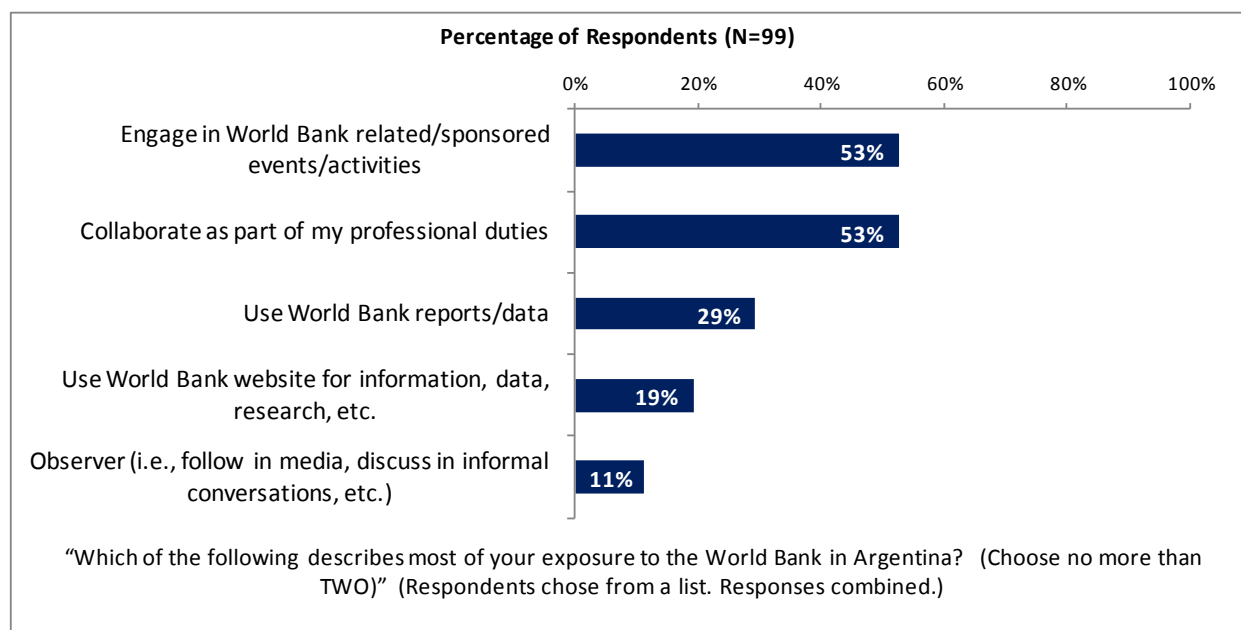 Percentage of Respondents (N=99)
0% 20% 40% 60% 80% 100%
Engage in World Bank related/sponsored
events/activities
53%
Collaborate as part of my professional duties
53%
Use World Bank reports/data
29%
Use World Bank website for information, data,
research, etc.
19%
Observer (i.e., follow in media, discuss in informal
conversations, etc.)
11%
“Which of the following describes most of your exposure to the World Bank in Argentina? (Choose no more than
TWO)” (Respondents chose from a list. Responses combined.)